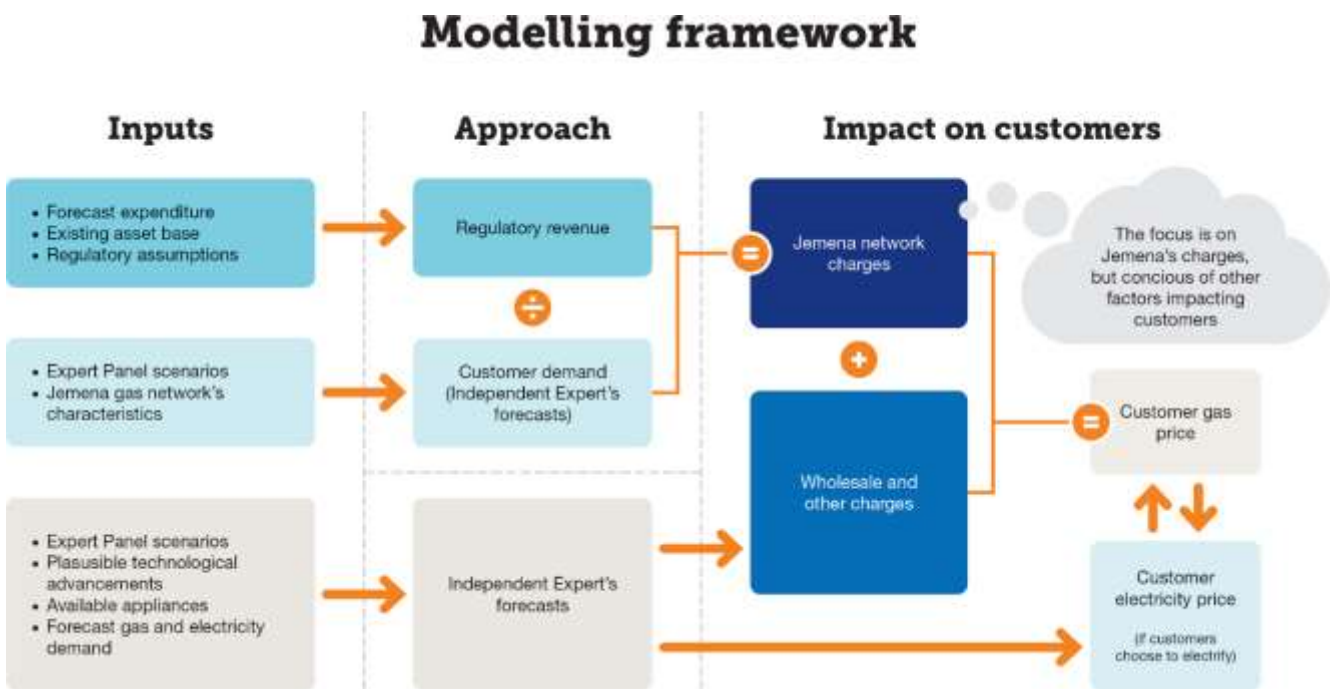 Modelling framework
Inputs
Approach
Impact on customers
• Forecast expenditure
• Existing asset base
• Regulatory assumptions
Regulatory revenue
÷
=
Jemena network
charges
The focus is on
Jemena's charges,
but concious of other
factors impacting
customers
• Expert Panel scenarios
• Jemena gas network's
characteristics
Customer demand
(Independent Expert's
forecasts)
+
Wholesale and
other charges
=
Customer gas
price
• Expert Panel scenarios
• Plasusible technological
advancements
• Available appliances
• Forecast gas and electricity
demand
Independent Expert's
forecasts
Customer
electricity price
(if customers
choose to electrify)